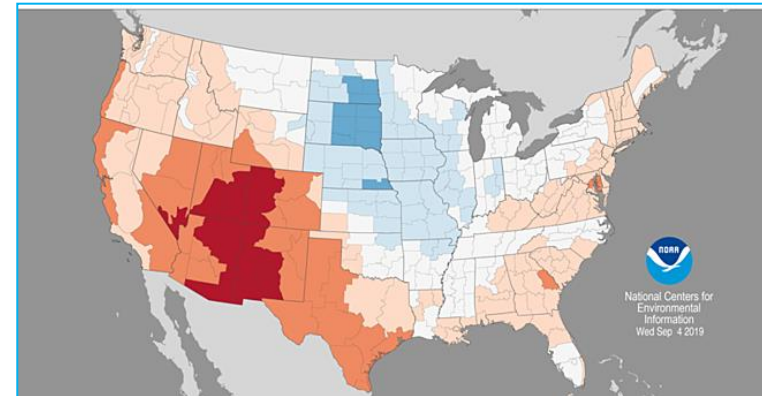 NOAA
National Centers for
Environmental
Information
Wed Sep 4 2019